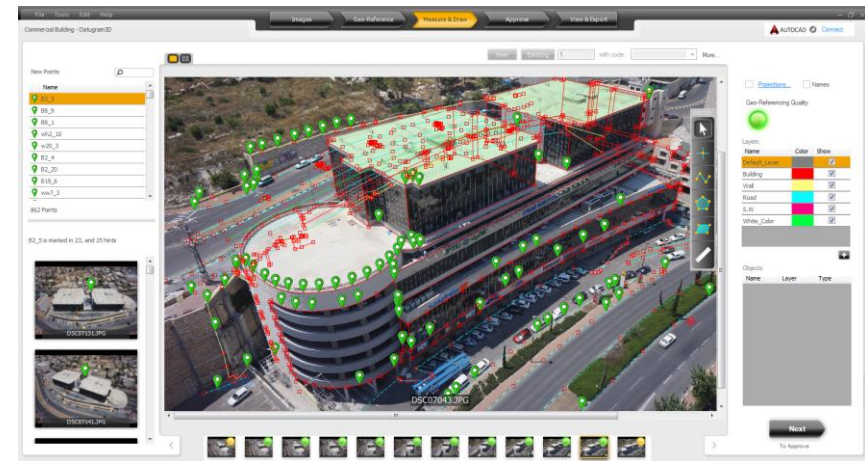 File Tools Edit Help
Images Geo-Reference Measure & Draw Approve View & Export
Commercial Building - Datugram3D
AUTOCAD Connect
New Existing 1 with code: More..
New Points
Name
B2_5
B8_9
B8_1
wh2_10
w20_3
B2_4
B2_20
B19_6
ww7_3
862 Points
B2_5 is marked in 23, and 25 hints
DSC07131.JPG
DSC07141.JPG
DSC07043.JPG
Projections... Names
Geo-Referencing Quality:
Layers:
Name Color Show
Default_Layer
Building
Wall
Road
S.W
White_Color
Objects:
Name Layer Type
Next
To Approve